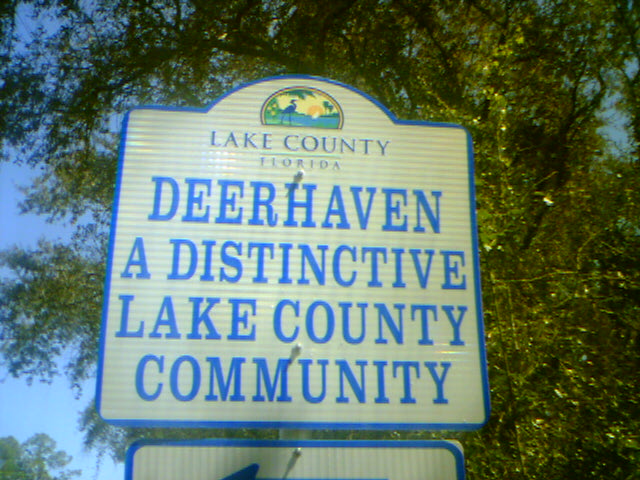 LAKE COUNTY
FLORIDA
DEERHAVEN
A DISTINCTIVE
LAKE COUNTY
COMMUNITY